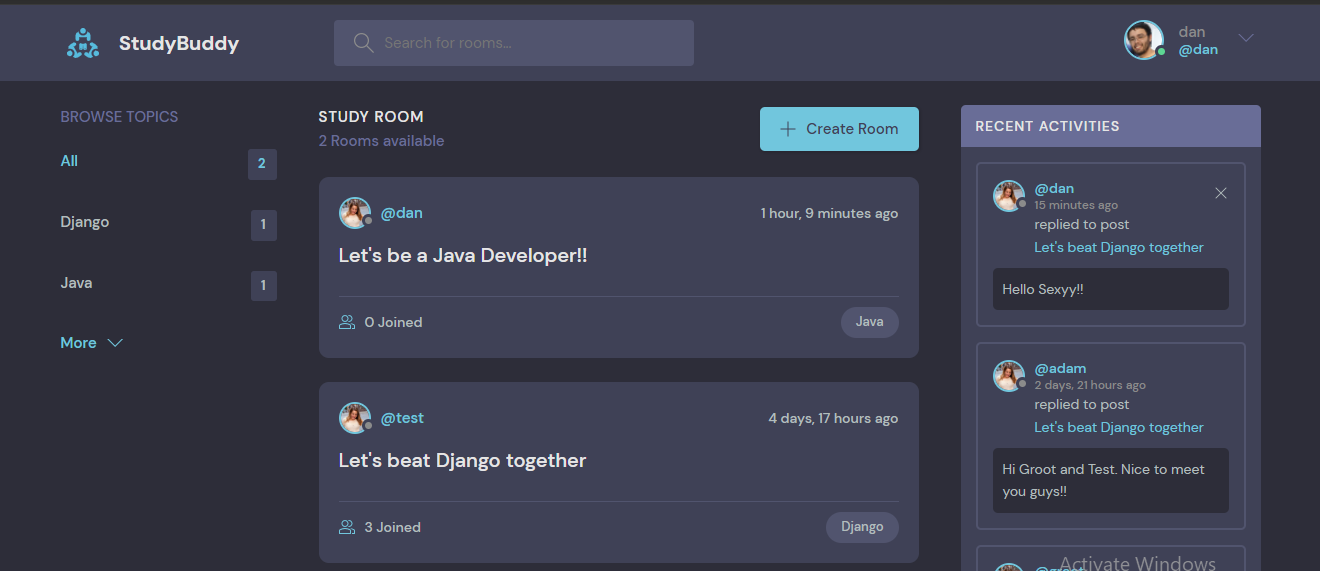 StudyBuddy
Search for rooms...
dan
@dan
BROWSE TOPICS
All
2
Django
1
Java
1
More
STUDY ROOM
2 Rooms available
Create Room
@dan
1 hour, 9 minutes ago
Let's be a Java Developer!!
0 Joined
Java
@test
4 days, 17 hours ago
Let's beat Django together
3 Joined
Django
RECENT ACTIVITIES
@dan
15 minutes ago
replied to post
Let's beat Django together
Hello Sexyy!!
@adam
2 days, 21 hours ago
replied to post
Let's beat Django together
Hi Groot and Test. Nice to meet
you guys!!
Activate Windows